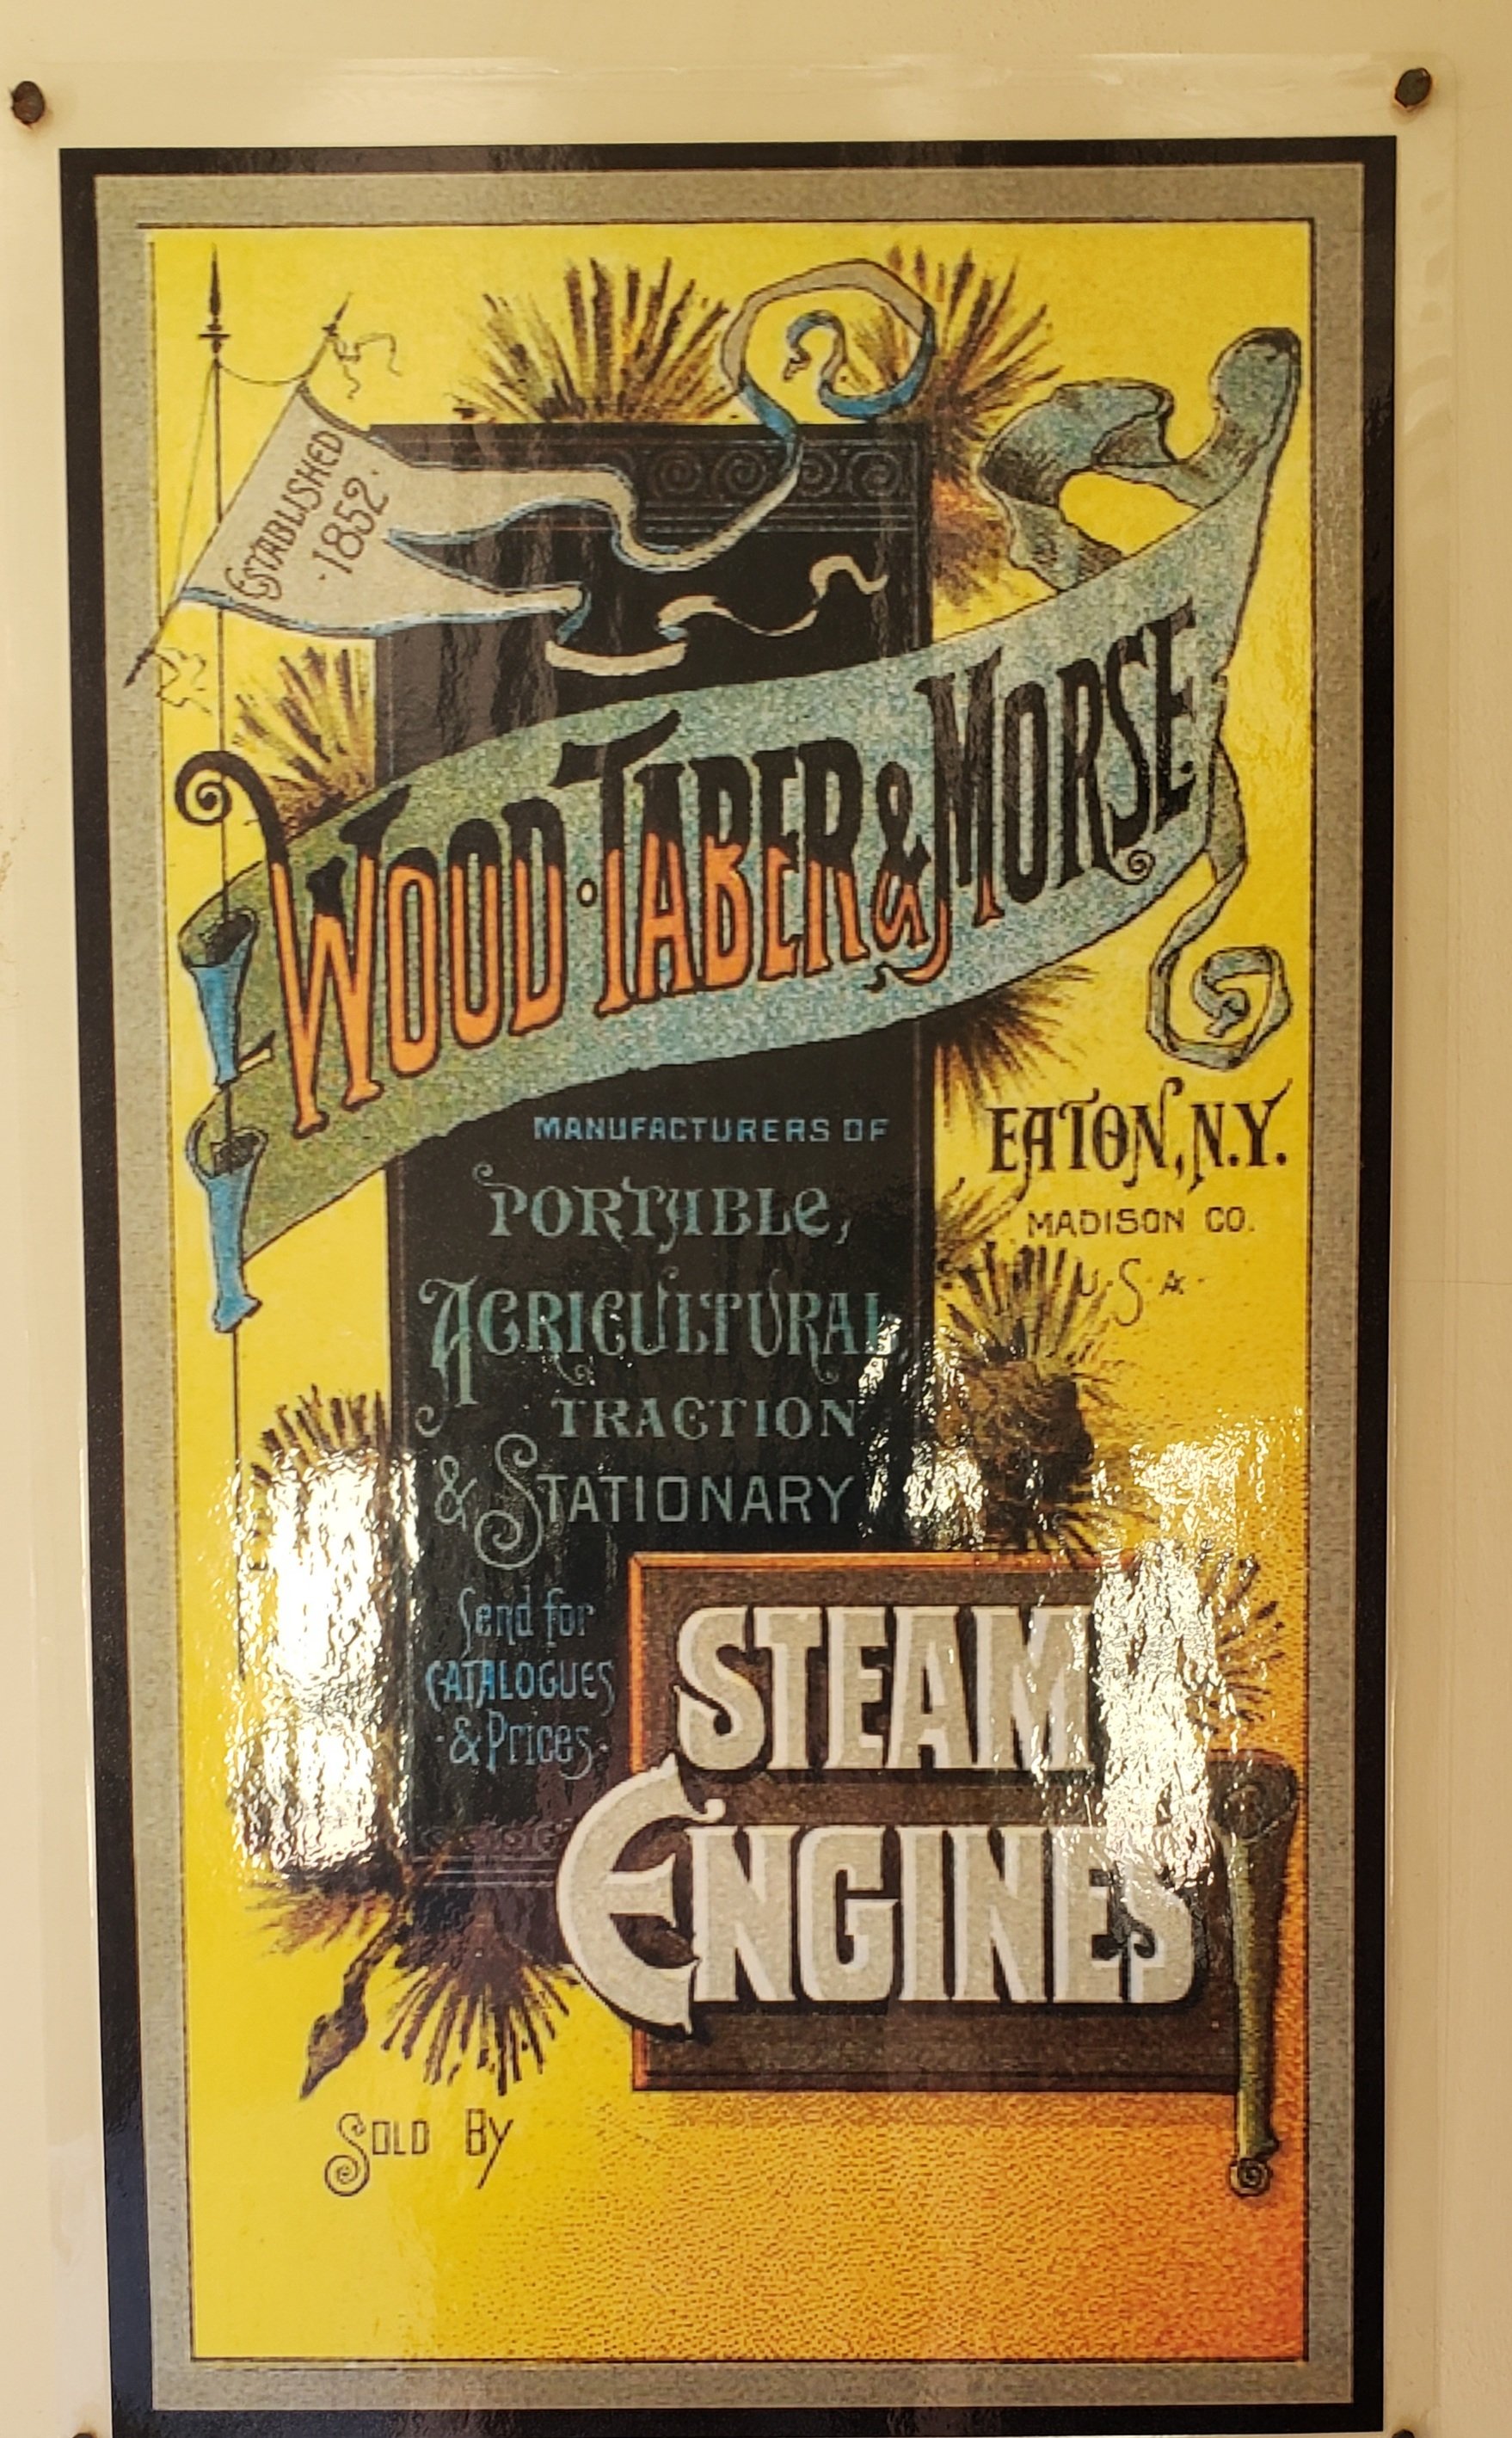 ESTABLISHED
·1852·
WOOD·TABER & MORSE
MANUFACTURERS OF
PORTABLE,
AGRICULTURAL,
TRACTION
& STATIONARY
EATON, N.Y.
MADISON CO.
U·S·A·
Send for
CATALOGUES
·& Prices·
STEAM
ENGINES
SOLD BY